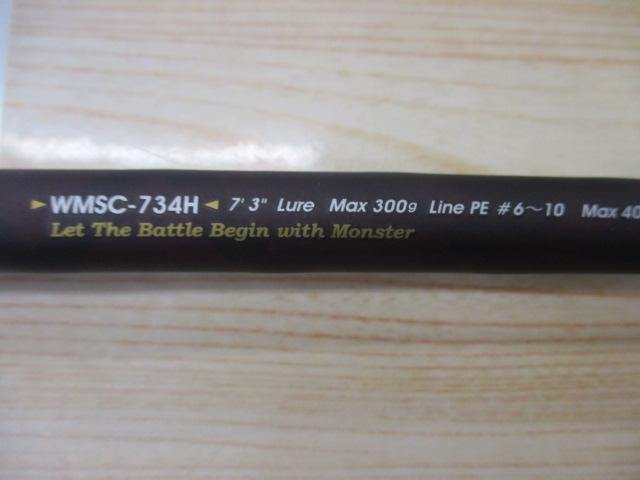 ►WMSC-734H◄ 7' 3" Lure Max 300g Line PE #6～10 Max 40
Let The Battle Begin with Monster